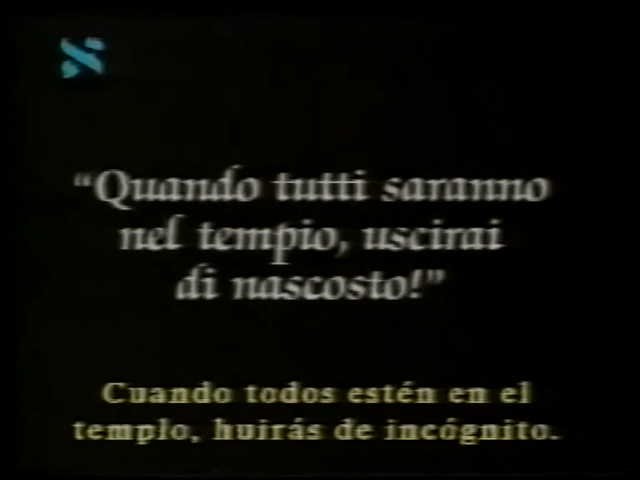 א
"Quando tutti saranno
nel tempio, uscirai
di nascosto!"
Cuando todos estén en el
templo, huirás de incógnito.